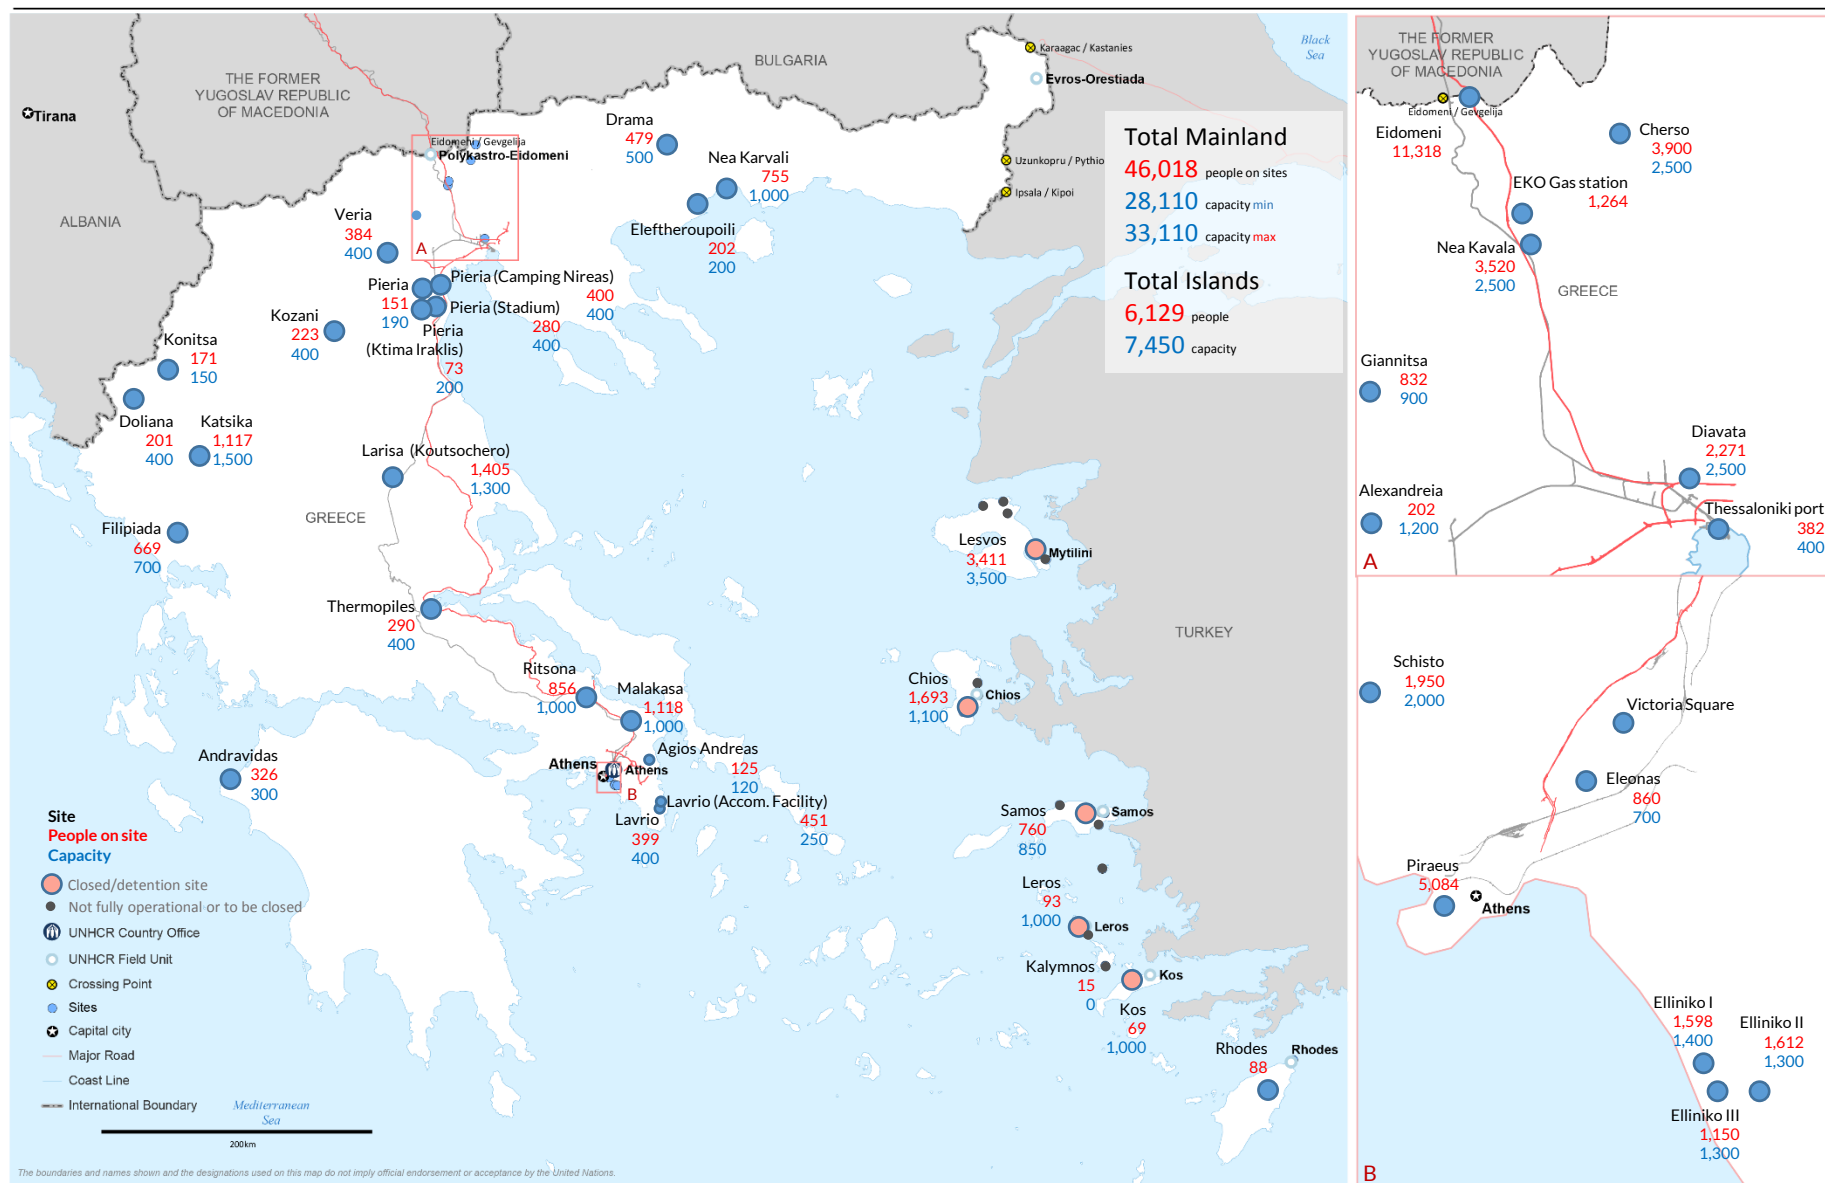 BULGARIA
Black
Sea
Karaagac / Kastanies
Evros-Orestiada
THE FORMER
YUGOSLAV REPUBLIC
OF MACEDONIA
Tirana
Eidomeni / Gevgelija
Polykastro-Eidomeni
Drama
479
500
Nea Karvali
755
1,000
Uzunkopru / Pythio
Ipsala / Kipoi
Total Mainland
46,018 people on sites
28,110 capacity min
33,110 capacity max
Total Islands
6,129 people
7,450 capacity
ALBANIA
Veria
384
400
A
Eleftheroupoili
202
200
Pieria
151
190
Pieria (Camping Nireas)
400
400
Pieria (Stadium)
280
400
Pieria
(Ktima Iraklis)
73
200
Kozani
223
400
Konitsa
171
150
Doliana
201
400
Katsika
1,117
1,500
Larisa (Koutsochero)
1,405
1,300
GREECE
Filipiada
669
700
Thermopiles
290
400
Ritsona
856
1,000
Malakasa
1,118
1,000
Agios Andreas
125
120
Athens
Athens
B
Lavrio (Accom. Facility)
451
250
Lavrio
399
400
Andravidas
326
300
Lesvos
3,411
3,500
Mytilini
TURKEY
Chios
1,693
1,100
Chios
Samos
760
850
Samos
Leros
93
1,000
Leros
Kalymnos
15
0
Kos
Kos
69
1,000
Rhodes
88
Rhodes
Site
People on site
Capacity
Closed/detention site
Not fully operational or to be closed
UNHCR Country Office
UNHCR Field Unit
Crossing Point
Sites
Capital city
Major Road
Coast Line
International Boundary
Mediterranean
Sea
200km
The boundaries and names shown and the designations used on this map do not imply official endorsement or acceptance by the United Nations.
THE FORMER
YUGOSLAV REPUBLIC
OF MACEDONIA
Eidomeni / Gevgelija
Eidomeni
11,318
Cherso
3,900
2,500
EKO Gas station
1,264
Nea Kavala
3,520
2,500
GREECE
Giannitsa
832
900
Diavata
2,271
2,500
Alexandreia
202
1,200
Thessaloniki port
382
400
A
Schisto
1,950
2,000
Victoria Square
Eleonas
860
700
Piraeus
5,084
Athens
Elliniko I
1,598
1,400
Elliniko II
1,612
1,300
Elliniko III
1,150
1,300
B